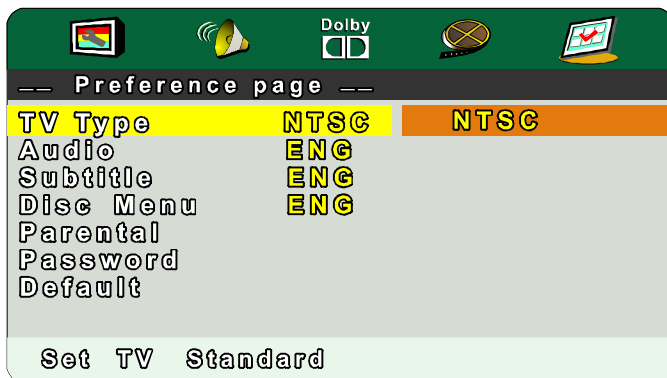 Dolby
-- Preference page --
TV Type NTSC NTSC
Audio ENG
Subtitle ENG
Disc Menu ENG
Parental
Password
Default
Set TV Standard